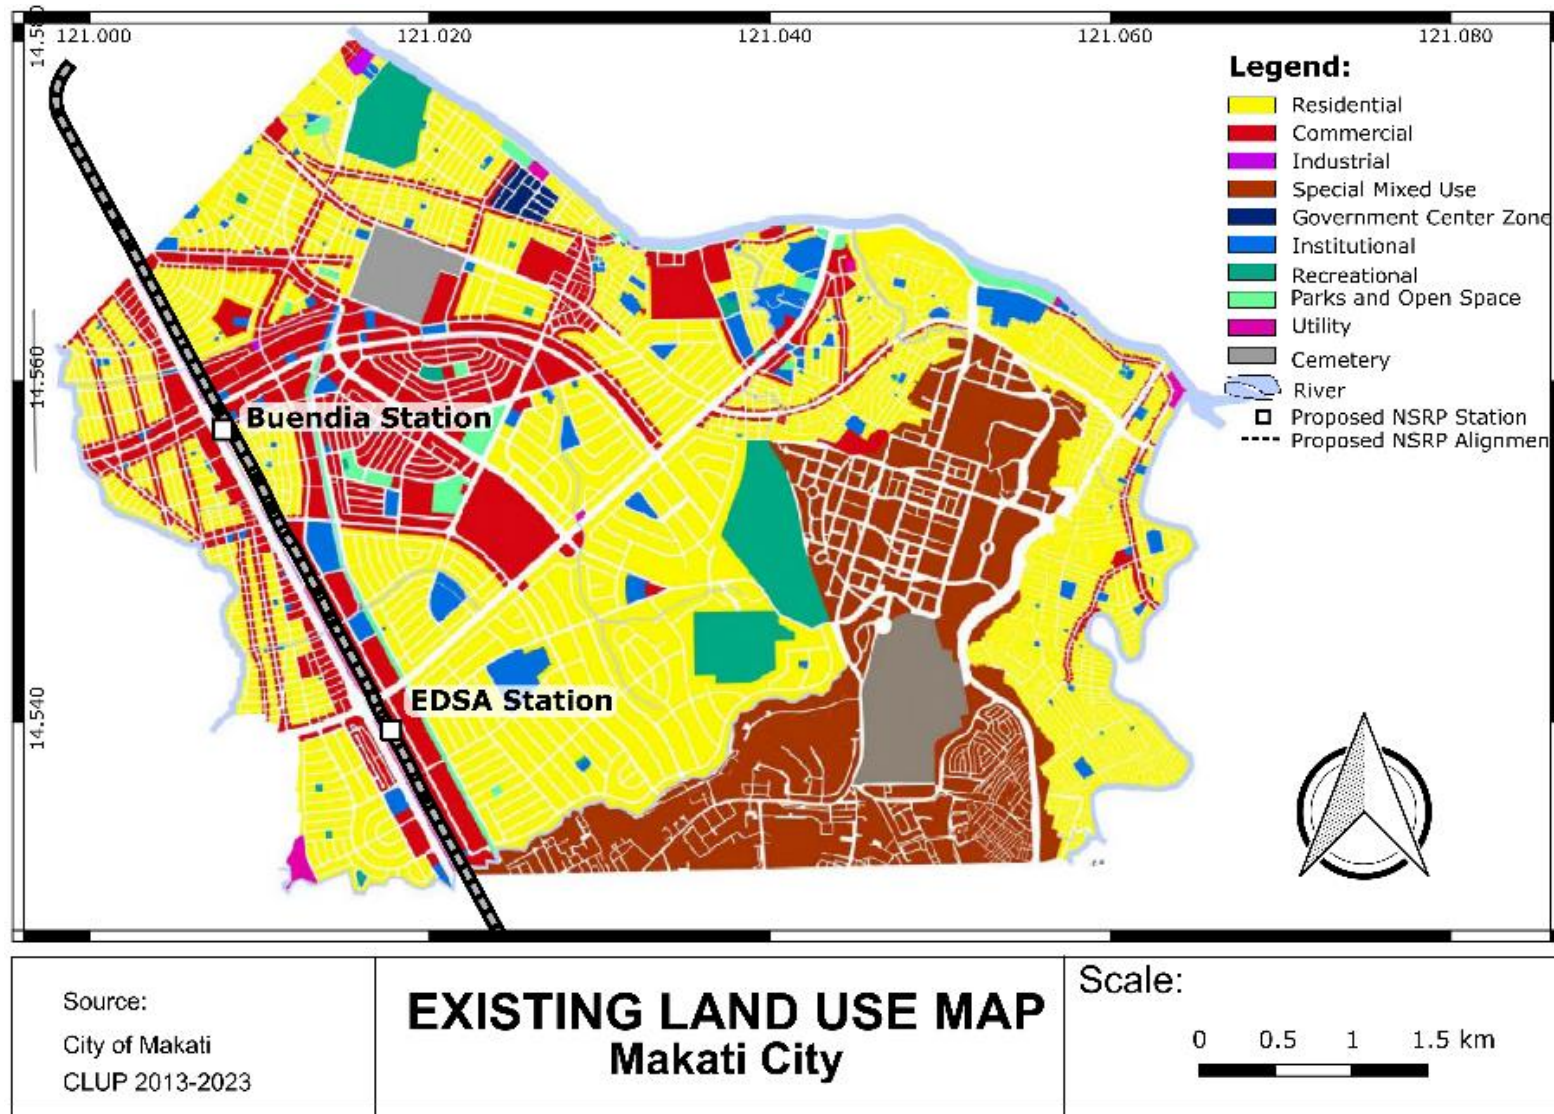 121.000 121.020 121.040 121.060 121.080
14.580
14.560
14.540
Legend:
Residential
Commercial
Industrial
Special Mixed Use
Government Center Zone
Institutional
Recreational
Parks and Open Space
Utility
Cemetery
River
Proposed NSRP Station
Proposed NSRP Alignmen
Buendia Station
EDSA Station
Source:
City of Makati
CLUP 2013-2023
EXISTING LAND USE MAP
Makati City
Scale:
0 0.5 1 1.5 km